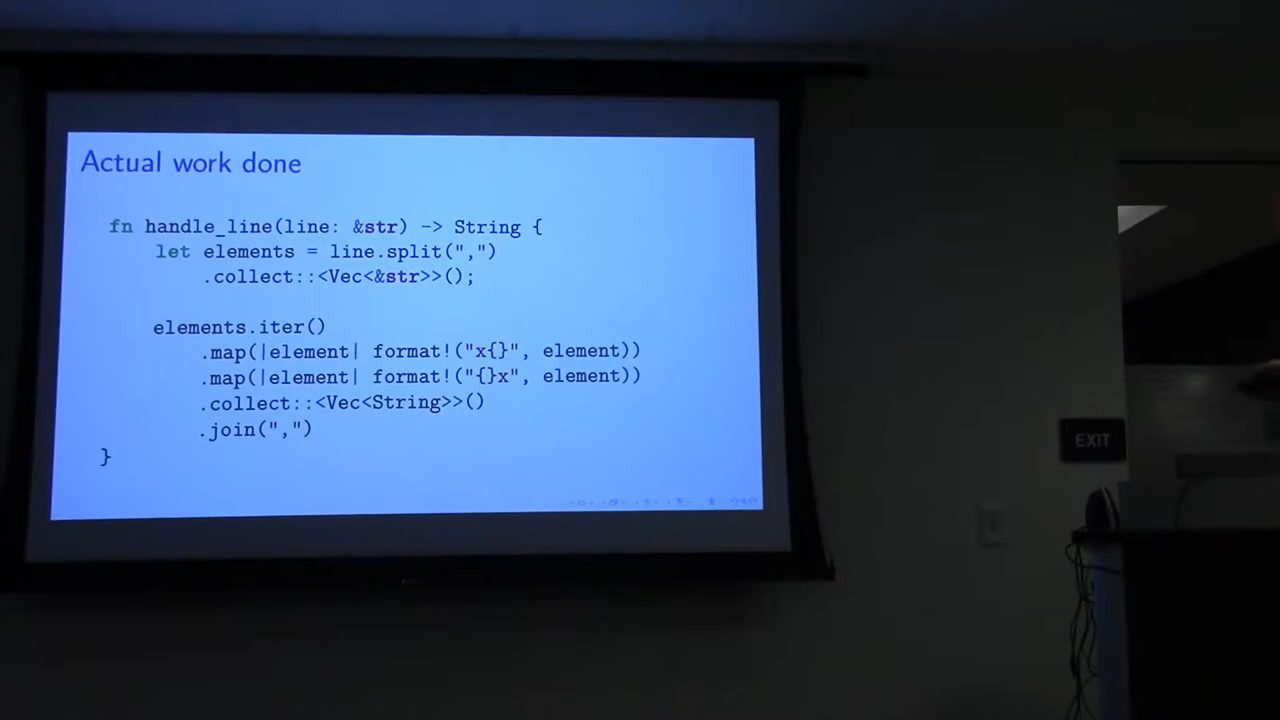 Actual work done
fn handle_line(line: &str) -> String {
    let elements = line.split(",")
        .collect::<Vec<&str>>();
    elements.iter()
        .map(|element| format!("x{}", element))
        .map(|element| format!("{}x", element))
        .collect::<Vec<String>>()
        .join(",")
}
EXIT